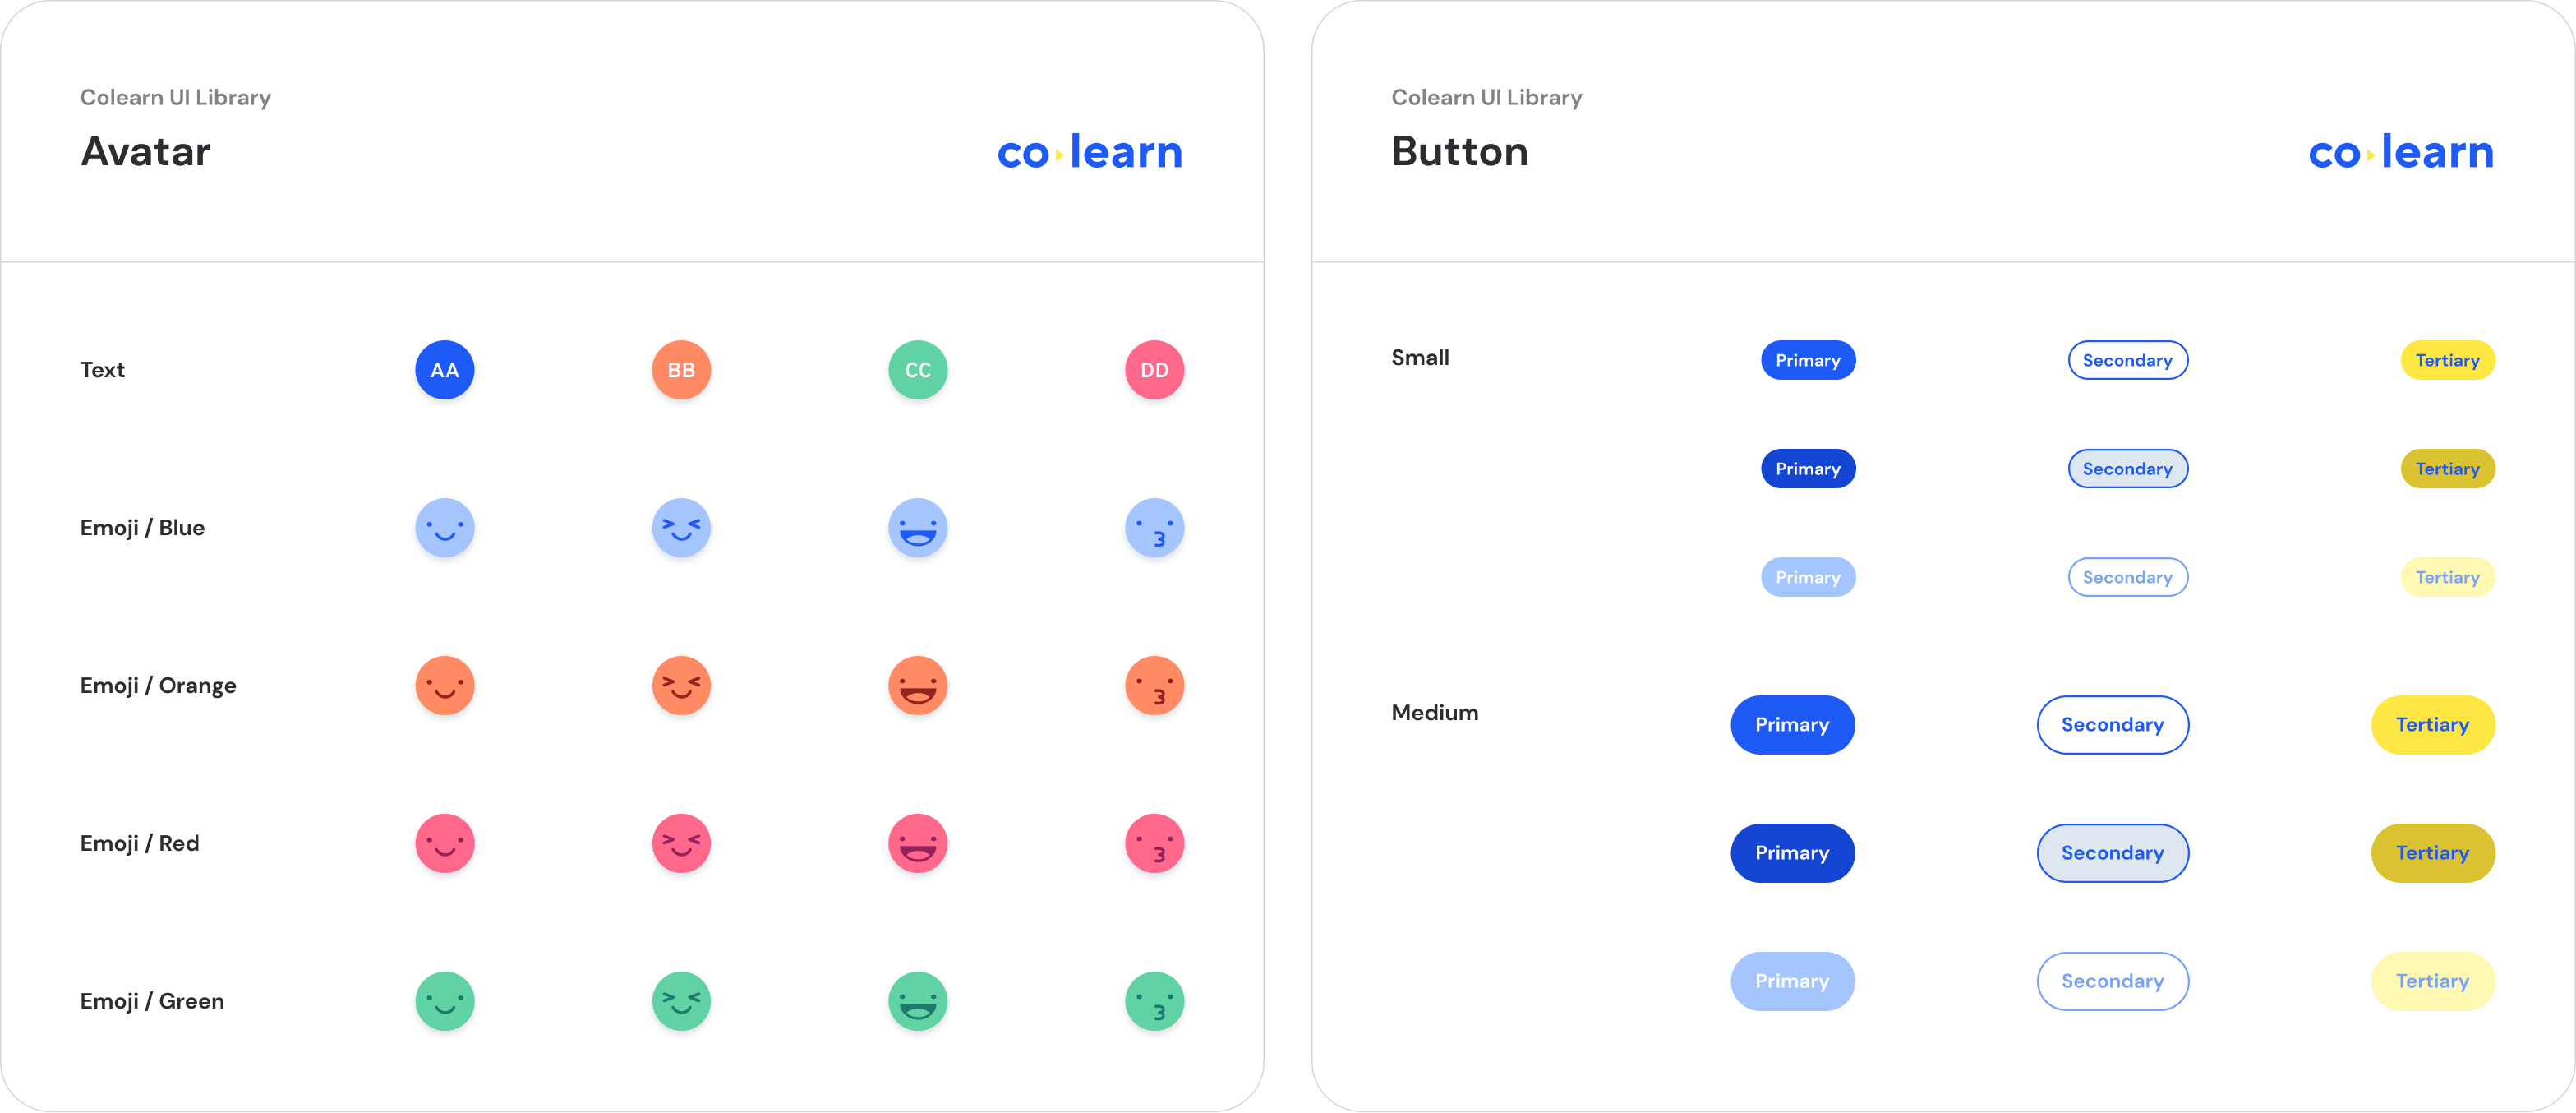 Colearn UI Library
Avatar
co learn
Text
AA
BB
CC
DD
Emoji / Blue
Emoji / Orange
Emoji / Red
Emoji / Green
Colearn UI Library
Button
co learn
Small
Primary
Secondary
Tertiary
Primary
Secondary
Tertiary
Primary
Secondary
Tertiary
Medium
Primary
Secondary
Tertiary
Primary
Secondary
Tertiary
Primary
Secondary
Tertiary